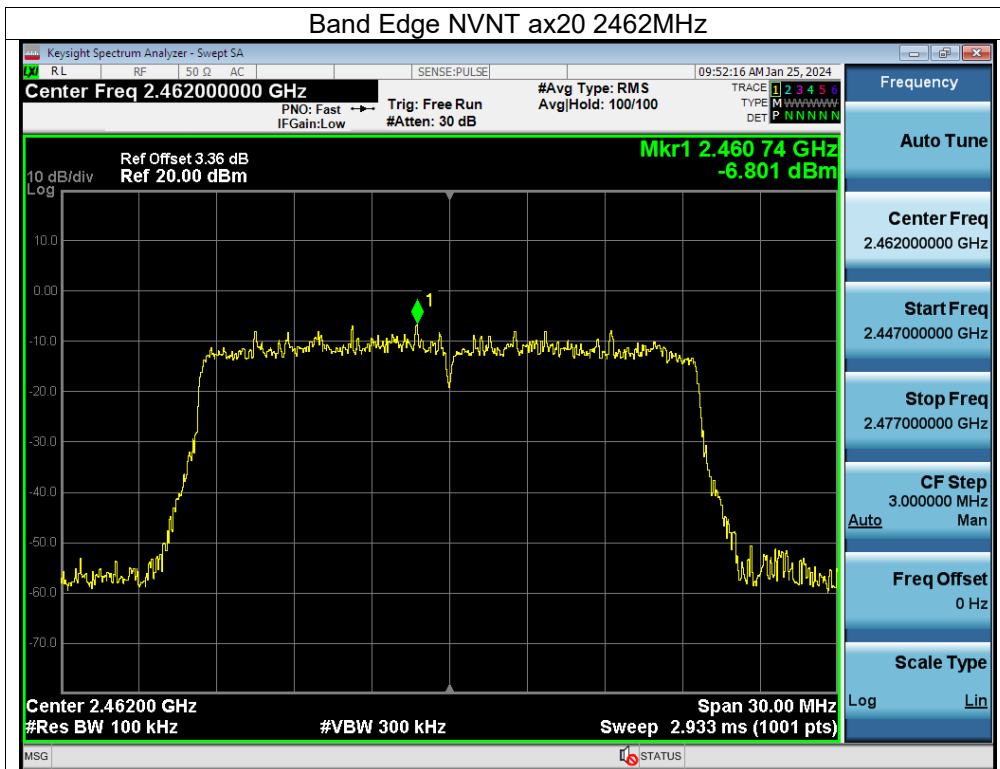 Band Edge NVNT ax20 2462MHz
Keysight Spectrum Analyzer - Swept SA
LXI RL RF 50 Ω AC SENSE:PULSE 09:52:16 AM Jan 25, 2024
Center Freq 2.462000000 GHz
PNO: Fast
IFGain:Low
Trig: Free Run
#Atten: 30 dB
#Avg Type: RMS
Avg|Hold: 100/100
TRACE 1 2 3 4 5 6
TYPE M WWWWW
DET P N N N N N
Mkr1 2.460 74 GHz
-6.801 dBm
Ref Offset 3.36 dB
10 dB/div Ref 20.00 dBm
Log
10.0
0.00
-10.0
-20.0
-30.0
-40.0
-50.0
-60.0
-70.0
1
Center 2.46200 GHz Span 30.00 MHz
#Res BW 100 kHz #VBW 300 kHz Sweep 2.933 ms (1001 pts)
MSG STATUS
Frequency
Auto Tune
Center Freq
2.462000000 GHz
Start Freq
2.447000000 GHz
Stop Freq
2.477000000 GHz
CF Step
3.000000 MHz
Auto Man
Freq Offset
0 Hz
Scale Type
Log Lin